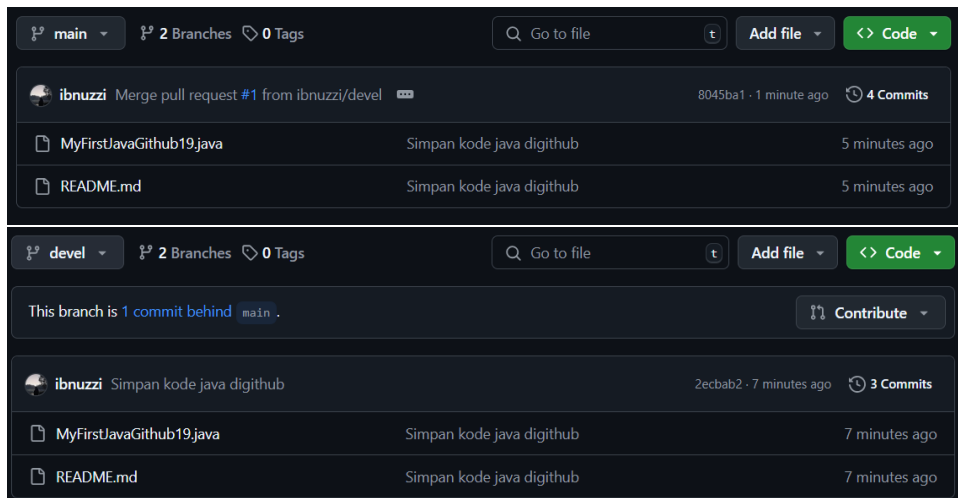 main 2 Branches 0 Tags Go to file t Add file <> Code
ibnuzzi Merge pull request #1 from ibnuzzi/devel 8045ba1 · 1 minute ago 4 Commits
MyFirstJavaGithub19.java Simpan kode java digithub 5 minutes ago
README.md Simpan kode java digithub 5 minutes ago
devel 2 Branches 0 Tags Go to file t Add file <> Code
This branch is 1 commit behind main. Contribute
ibnuzzi Simpan kode java digithub 2ecbab2 · 7 minutes ago 3 Commits
MyFirstJavaGithub19.java Simpan kode java digithub 7 minutes ago
README.md Simpan kode java digithub 7 minutes ago